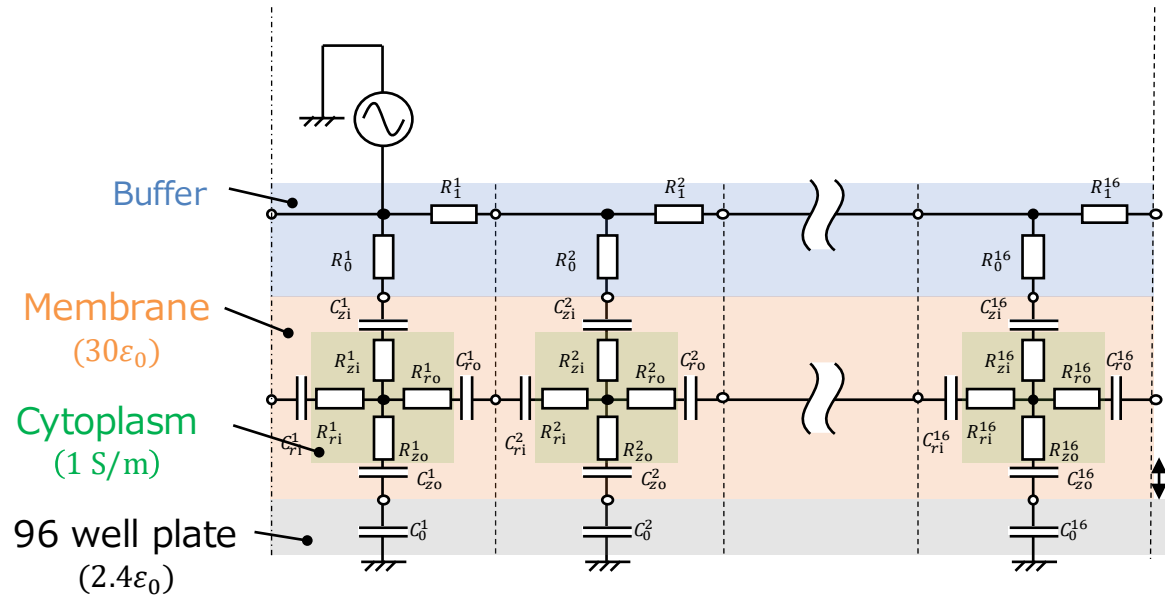 Buffer
R_1^1
R_1^2
R_1^16
R_0^1
R_0^2
R_0^16
Membrane
(30ε_0)
C_zi^1
C_zi^2
C_zi^16
R_zi^1
R_ro^1
C_ro^1
R_zi^2
R_ro^2
C_ro^2
R_zi^16
R_ro^16
C_ro^16
Cytoplasm
(1 S/m)
C_ri^1
R_ri^1
R_zo^1
C_zo^1
C_ri^2
R_ri^2
R_zo^2
C_zo^2
C_ri^16
R_ri^16
R_zo^16
C_zo^16
96 well plate
(2.4ε_0)
C_0^1
C_0^2
C_0^16